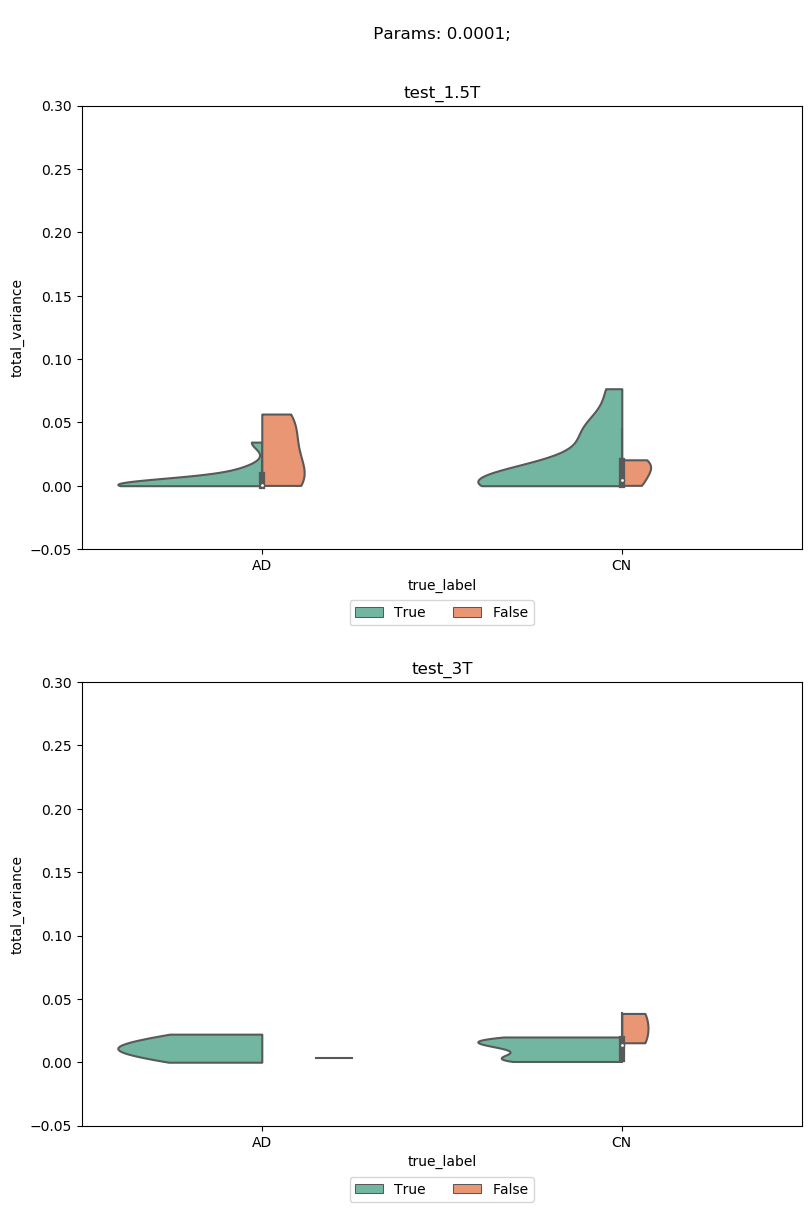 Params: 0.0001;
test_1.5T
0.30
0.25
0.20
0.15
0.10
0.05
0.00
−0.05
total_variance
AD CN
true_label
True False
test_3T
0.30
0.25
0.20
0.15
0.10
0.05
0.00
−0.05
total_variance
AD CN
true_label
True False